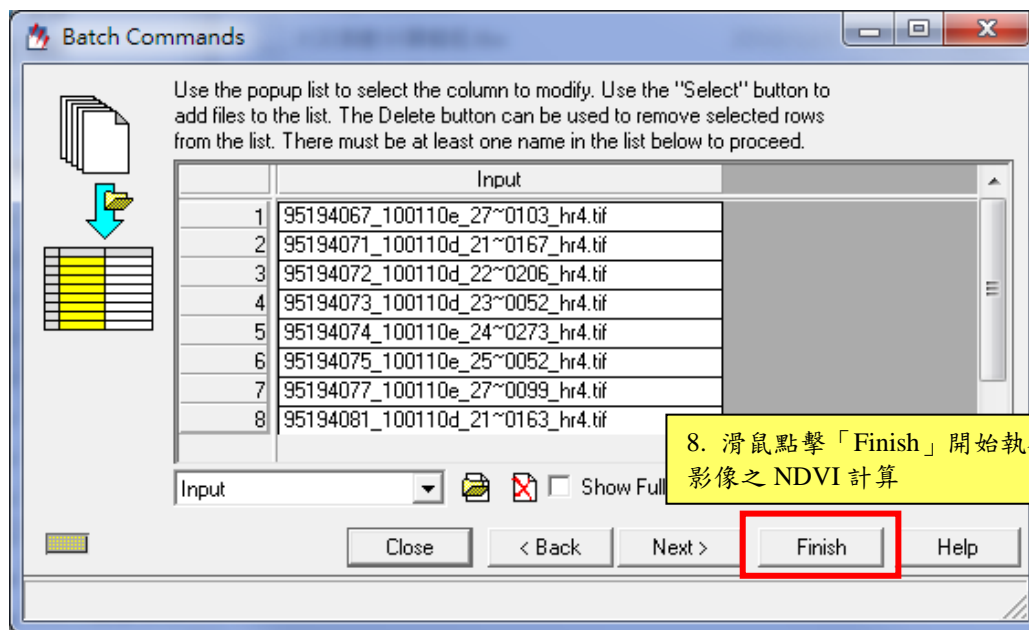 Batch Commands
Use the popup list to select the column to modify. Use the "Select" button to
add files to the list. The Delete button can be used to remove selected rows
from the list. There must be at least one name in the list below to proceed.
Input
1 95194067_100110e_27~0103_hr4.tif
2 95194071_100110d_21~0167_hr4.tif
3 95194072_100110d_22~0206_hr4.tif
4 95194073_100110d_23~0052_hr4.tif
5 95194074_100110e_24~0273_hr4.tif
6 95194075_100110e_25~0052_hr4.tif
7 95194077_100110e_27~0099_hr4.tif
8 95194081_100110d_21~0163_hr4.tif
8. 滑鼠點擊「Finish」開始執
影像之 NDVI 計算
Input Show Full
Close < Back Next > Finish Help